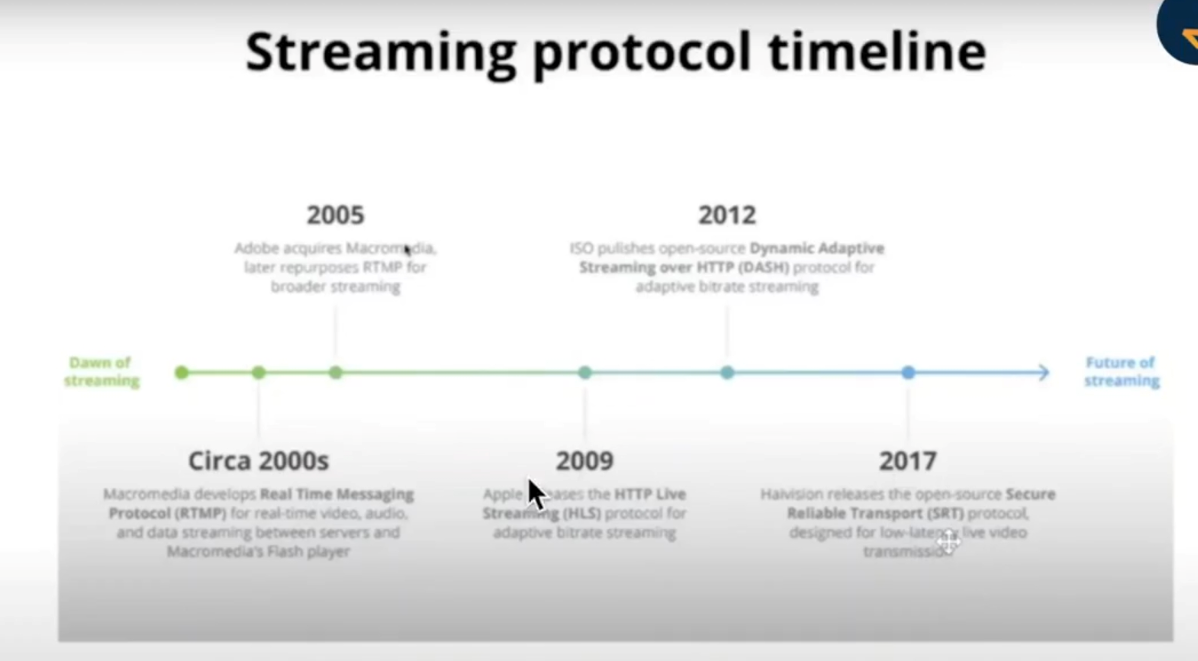 Streaming protocol timeline
2005
Adobe acquires Macromedia,
later repurposes RTMP for
broader streaming
2012
ISO pulishes open-source Dynamic Adaptive
Streaming over HTTP (DASH) protocol for
adaptive bitrate streaming
Dawn of
streaming
Future of
streaming
Circa 2000s
Macromedia develops Real Time Messaging
Protocol (RTMP) for real-time video, audio,
and data streaming between servers and
Macromedia's Flash player
2009
Apple releases the HTTP Live
Streaming (HLS) protocol for
adaptive bitrate streaming
2017
Haivision releases the open-source Secure
Reliable Transport (SRT) protocol,
designed for low-latency live video
transmission